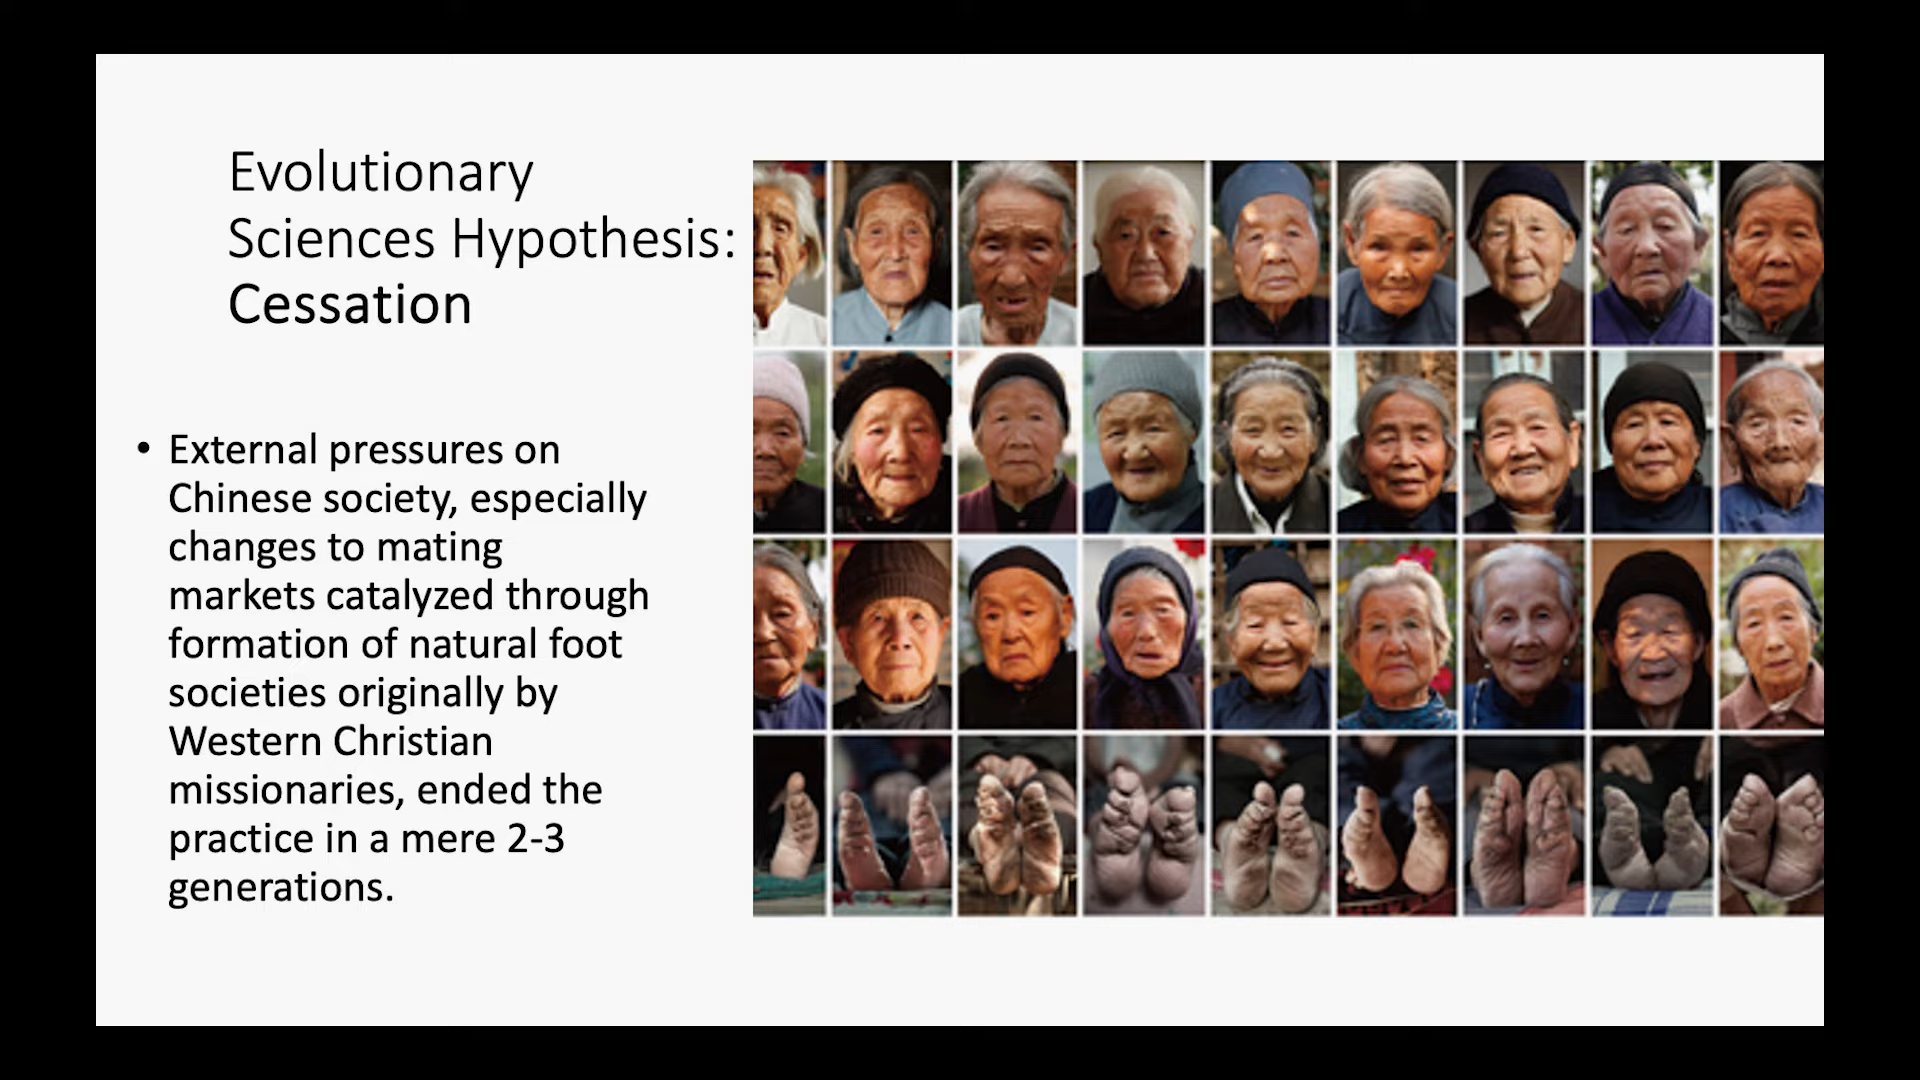 Evolutionary
Sciences Hypothesis:
Cessation
• External pressures on
Chinese society, especially
changes to mating
markets catalyzed through
formation of natural foot
societies originally by
Western Christian
missionaries, ended the
practice in a mere 2-3
generations.